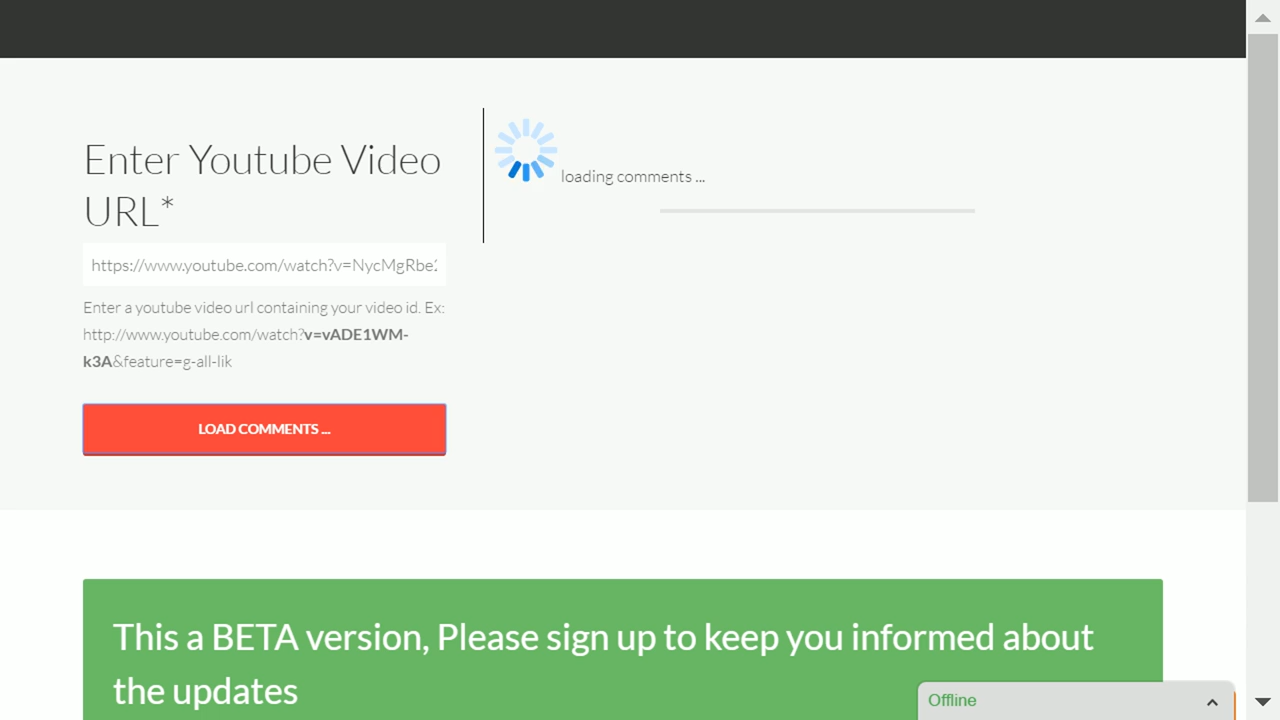 Enter Youtube Video
URL*
https://www.youtube.com/watch?v=NycMgRbe
Enter a youtube video url containing your video id. Ex:
http://www.youtube.com/watch?v=vADE1WM-
k3A&feature=g-all-lik
LOAD COMMENTS ...
loading comments ...
This a BETA version, Please sign up to keep you informed about
the updates
Offline